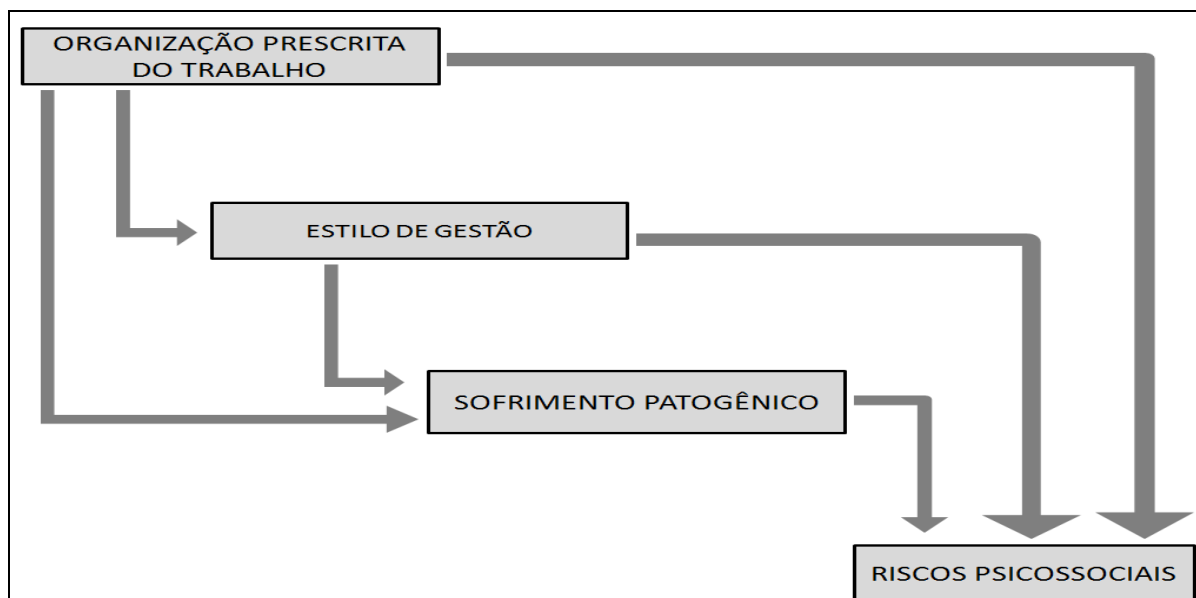 ORGANIZAÇÃO PRESCRITA
DO TRABALHO
ESTILO DE GESTÃO
SOFRIMENTO PATOGÊNICO
RISCOS PSICOSSOCIAIS